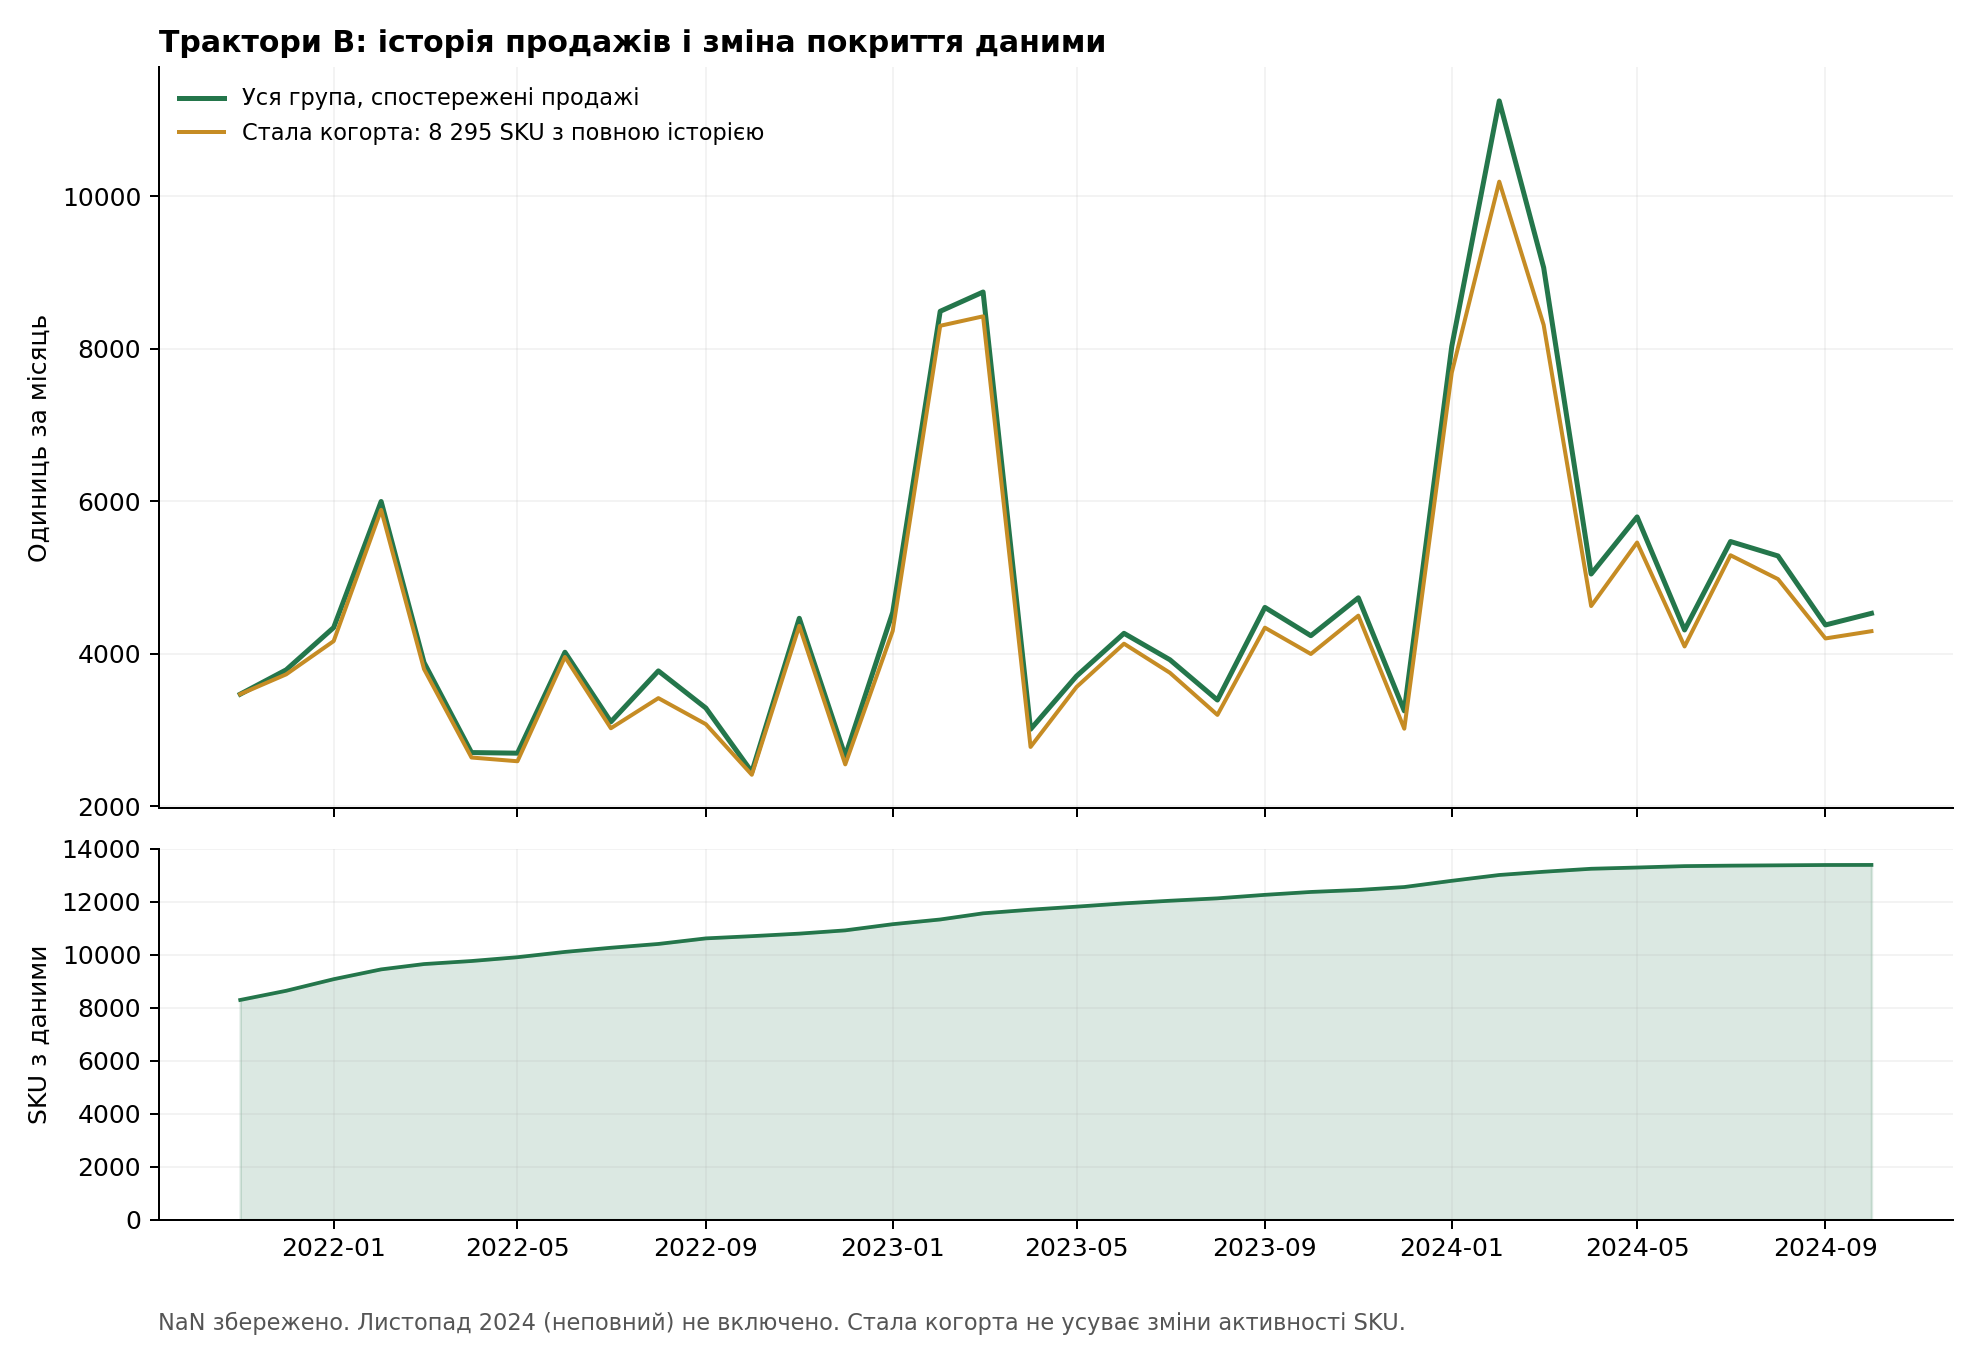 Трактори B: історія продажів і зміна покриття даними
Уся група, спостережені продажі
Стала когорта: 8 295 SKU з повною історією
Одиниць за місяць
10000
8000
6000
4000
2000
SKU з даними
14000
12000
10000
8000
6000
4000
2000
0
2022-01 2022-05 2022-09 2023-01 2023-05 2023-09 2024-01 2024-05 2024-09
NaN збережено. Листопад 2024 (неповний) не включено. Стала когорта не усуває зміни активності SKU.